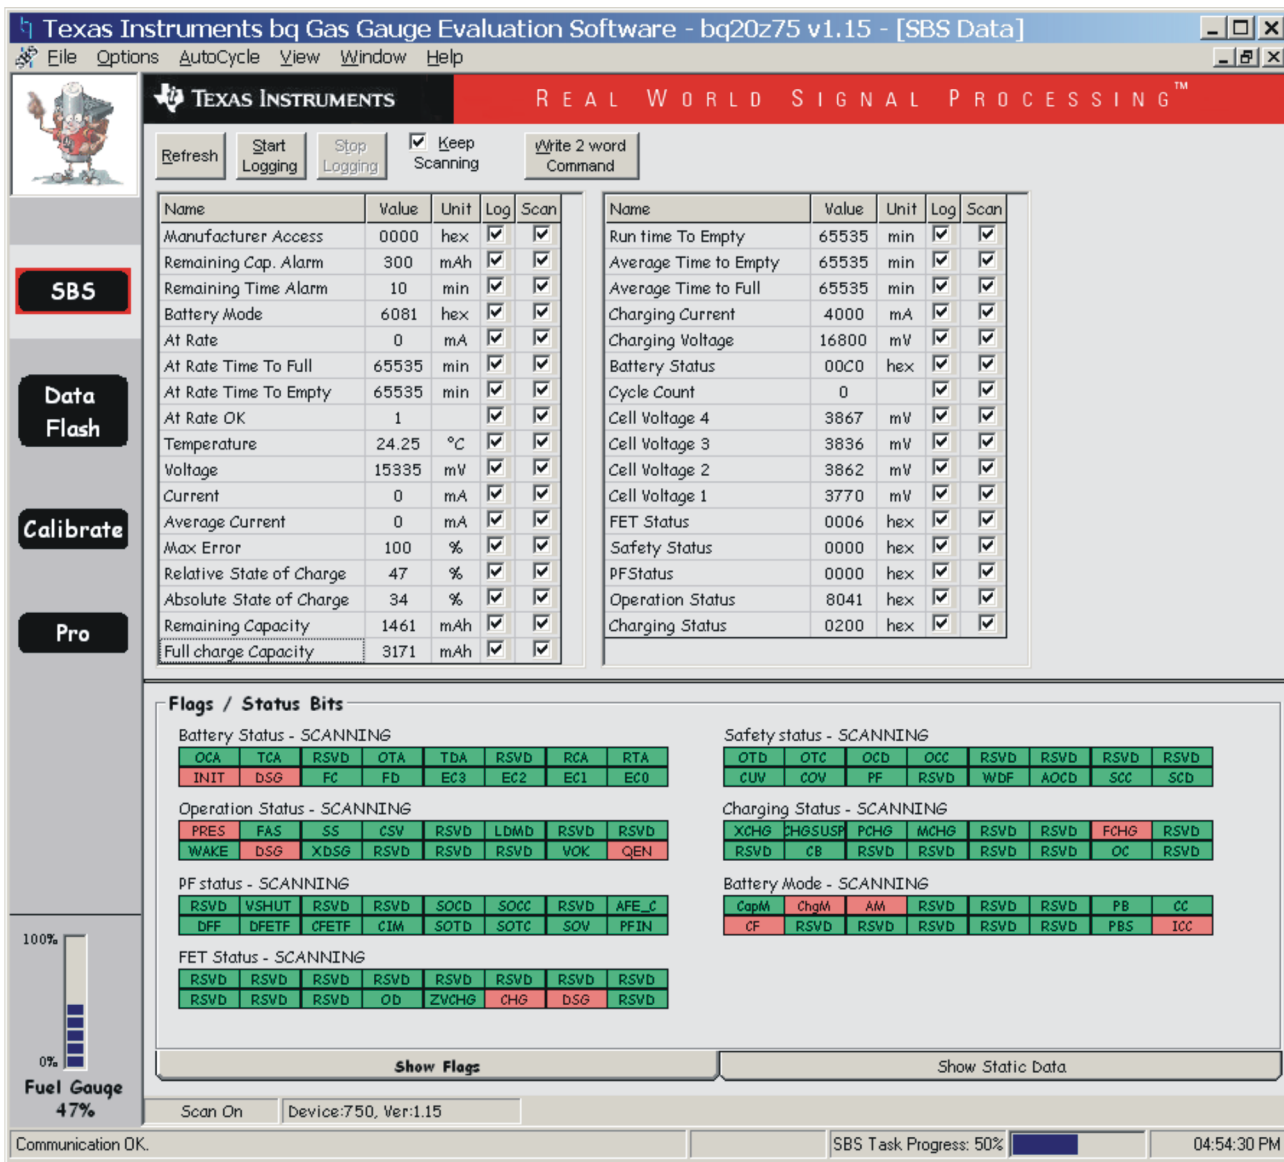 Texas Instruments bq Gas Gauge Evaluation Software - bq20z75 v1.15 - [SBS Data]
File Options AutoCycle View Window Help
TEXAS INSTRUMENTS REAL WORLD SIGNAL PROCESSING™
Refresh Start Logging Stop Logging Keep Scanning Write 2 word Command
SBS
Data Flash
Calibrate
Pro
100%
0%
Fuel Gauge
47%
Name Value Unit Log Scan
Manufacturer Access 0000 hex
Remaining Cap. Alarm 300 mAh
Remaining Time Alarm 10 min
Battery Mode 6081 hex
At Rate 0 mA
At Rate Time To Full 65535 min
At Rate Time To Empty 65535 min
At Rate OK 1
Temperature 24.25 °C
Voltage 15335 mV
Current 0 mA
Average Current 0 mA
Max Error 100 %
Relative State of Charge 47 %
Absolute State of Charge 34 %
Remaining Capacity 1461 mAh
Full charge Capacity 3171 mAh
Name Value Unit Log Scan
Run time To Empty 65535 min
Average Time to Empty 65535 min
Average Time to Full 65535 min
Charging Current 4000 mA
Charging Voltage 16800 mV
Battery Status 00C0 hex
Cycle Count 0
Cell Voltage 4 3867 mV
Cell Voltage 3 3836 mV
Cell Voltage 2 3862 mV
Cell Voltage 1 3770 mV
FET Status 0006 hex
Safety Status 0000 hex
PFStatus 0000 hex
Operation Status 8041 hex
Charging Status 0200 hex
Flags / Status Bits
Battery Status - SCANNING
OCA TCA RSVD OTA TDA RSVD RCA RTA
INIT DSG FC FD EC3 EC2 EC1 EC0
Operation Status - SCANNING
PRES FAS SS CSV RSVD LDMD RSVD RSVD
WAKE DSG XDSG RSVD RSVD RSVD VOK QEN
PF status - SCANNING
RSVD VSHUT RSVD RSVD SOCD SOCC RSVD AFE_C
DFF DFETF CFETF CIM SOTD SOTC SOV PFIN
FET Status - SCANNING
RSVD RSVD RSVD RSVD RSVD RSVD RSVD RSVD
RSVD RSVD RSVD OD ZVCHG CHG DSG RSVD
Safety status - SCANNING
OTD OTC OCD OCC RSVD RSVD RSVD RSVD
CUV COV PF RSVD WDF AOCD SCC SCD
Charging Status - SCANNING
XCHG CHGSUSP PCHG MCHG RSVD RSVD FCHG RSVD
RSVD CB RSVD RSVD RSVD RSVD OC RSVD
Battery Mode - SCANNING
CapM ChgM AM RSVD RSVD RSVD PB CC
CF RSVD RSVD RSVD RSVD RSVD PBS ICC
Show Flags Show Static Data
Scan On Device:750, Ver:1.15
Communication OK. SBS Task Progress: 50% 04:54:30 PM